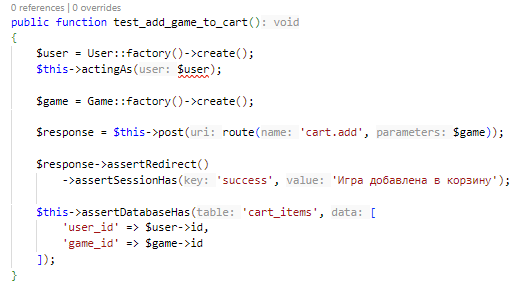 0 references | 0 overrides
public function test_add_game_to_cart(): void
{
    $user = User::factory()->create();
    $this->actingAs(user: $user);

    $game = Game::factory()->create();

    $response = $this->post(uri: route(name: 'cart.add', parameters: $game));

    $response->assertRedirect()
        ->assertSessionHas(key: 'success', value: 'Игра добавлена в корзину');

    $this->assertDatabaseHas(table: 'cart_items', data: [
        'user_id' => $user->id,
        'game_id' => $game->id
    ]);
}